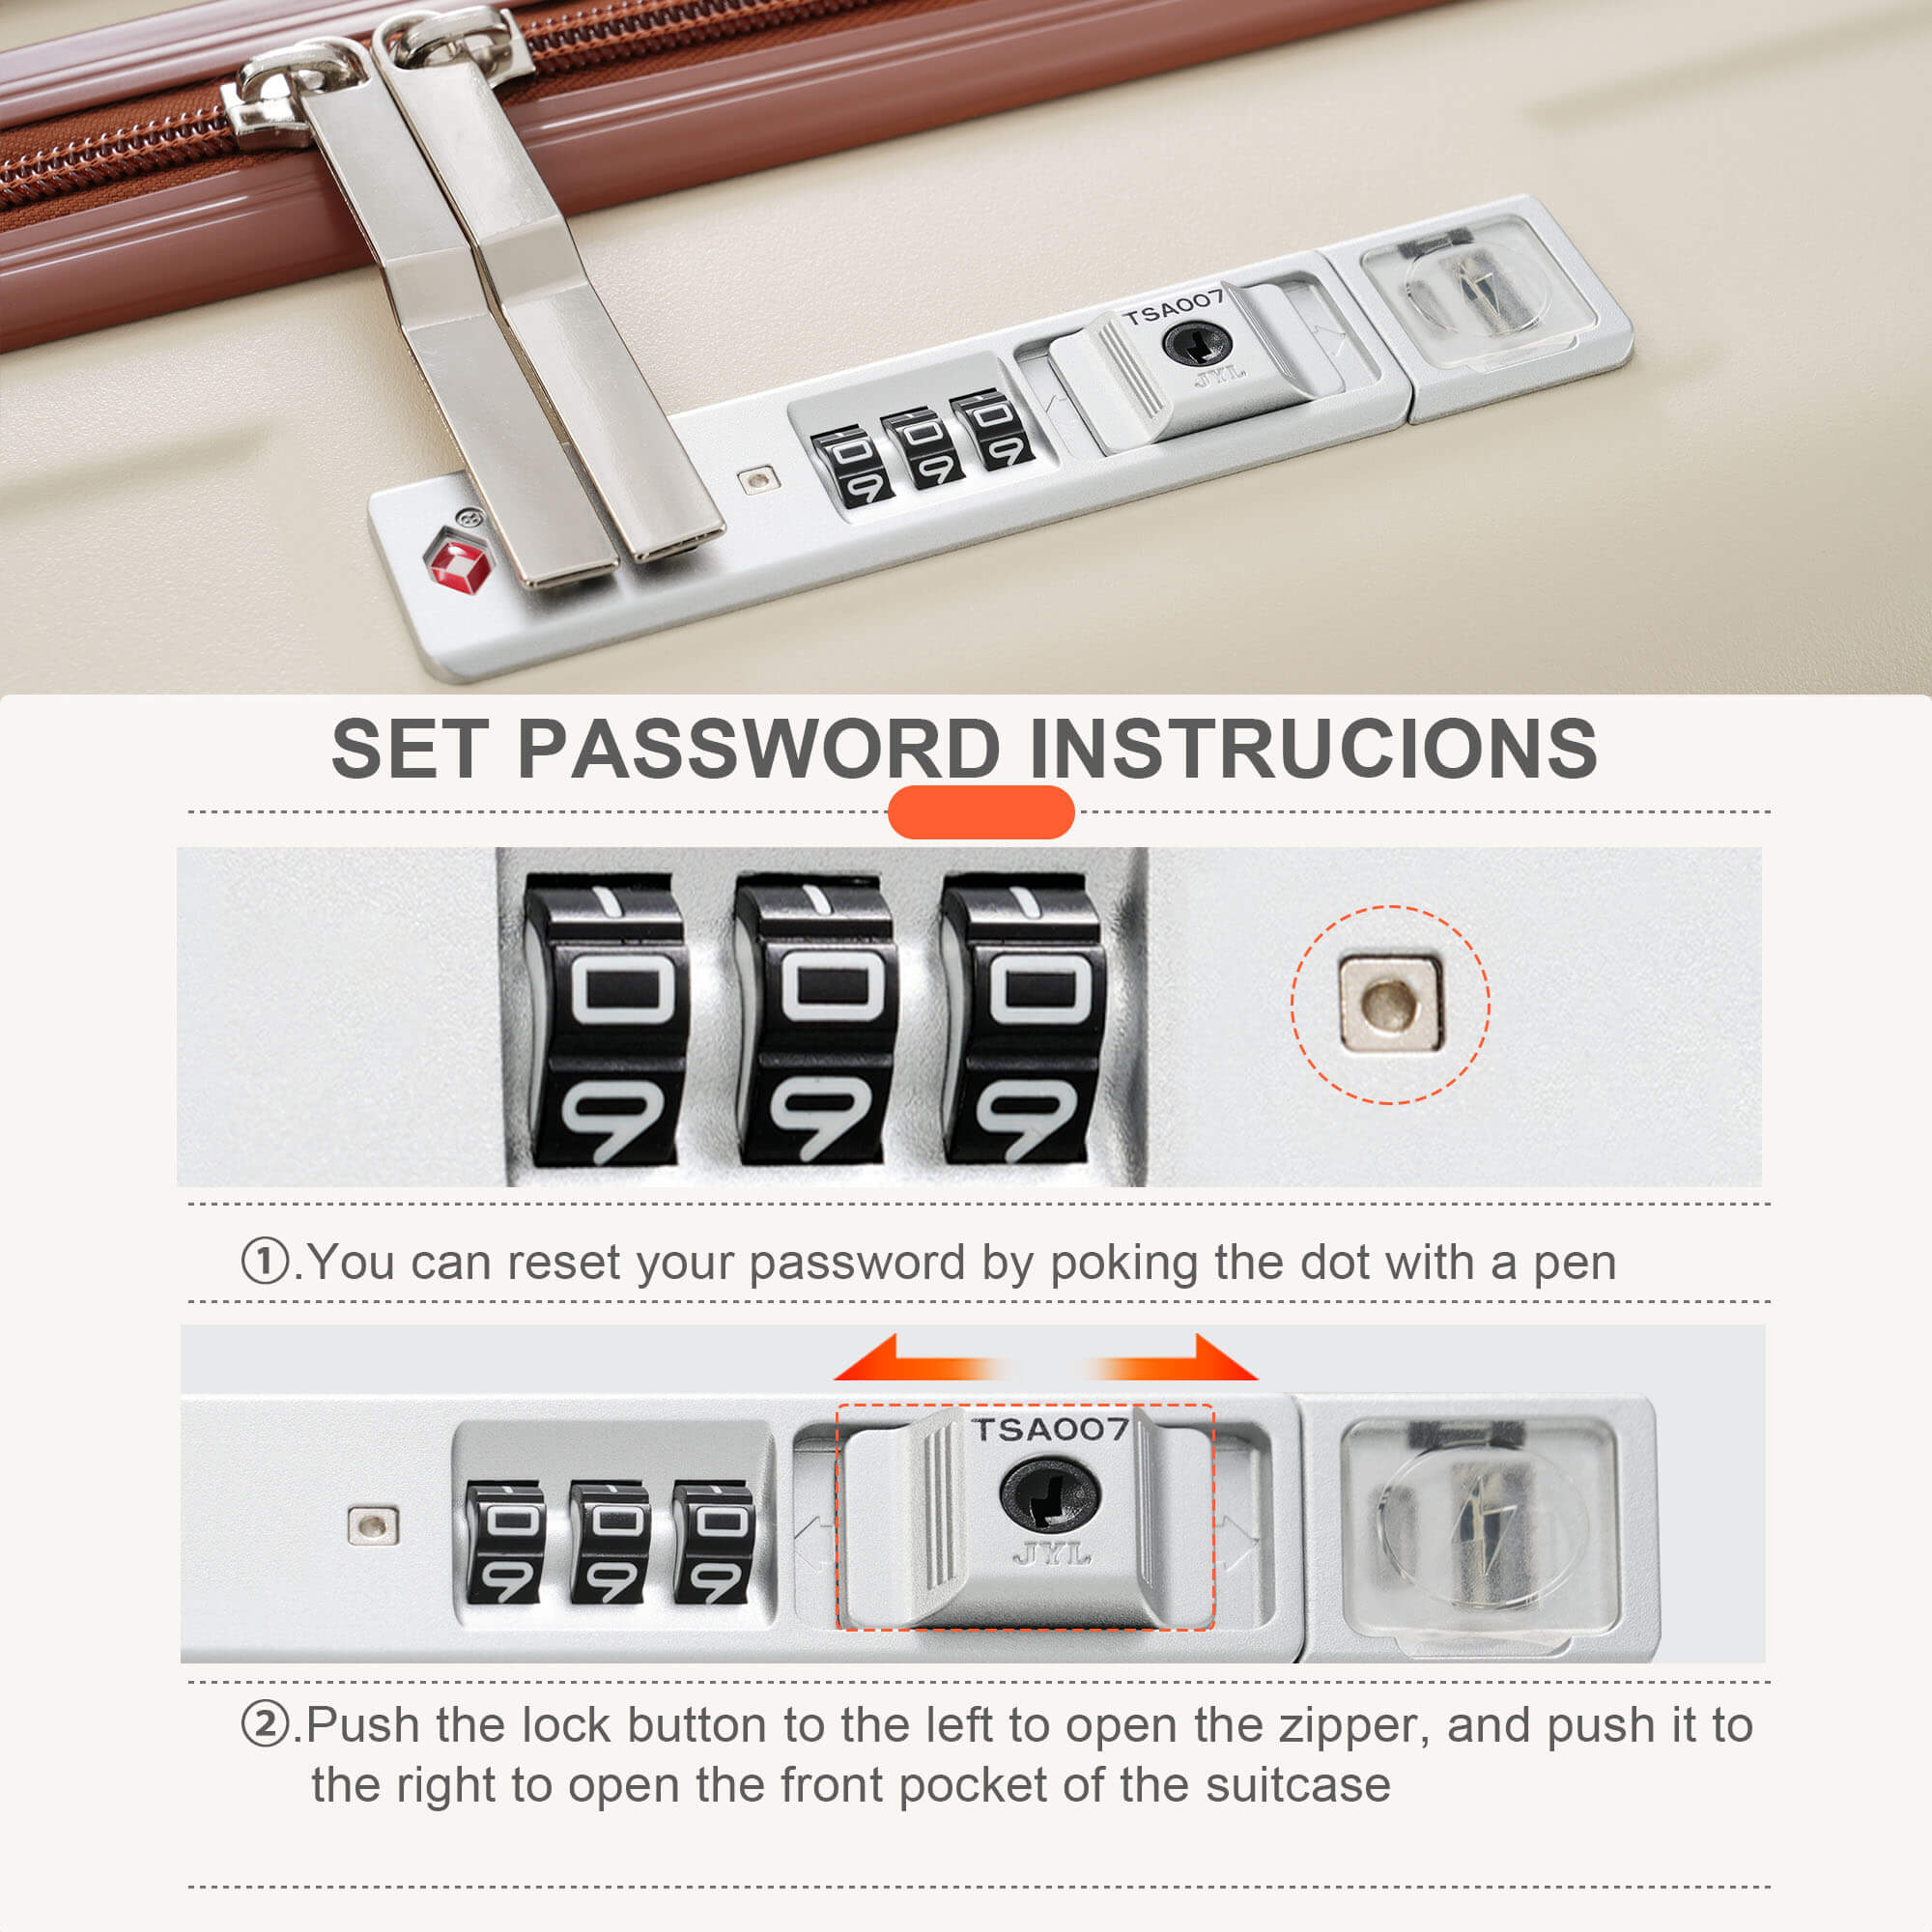 ®
TSA007
JYL
0 0 0
9 9 9
SET PASSWORD INSTRUCIONS
0 0 0
9 9 9
①.You can reset your password by poking the dot with a pen
TSA007
JYL
0 0 0
9 9 9
②.Push the lock button to the left to open the zipper, and push it to
the right to open the front pocket of the suitcase